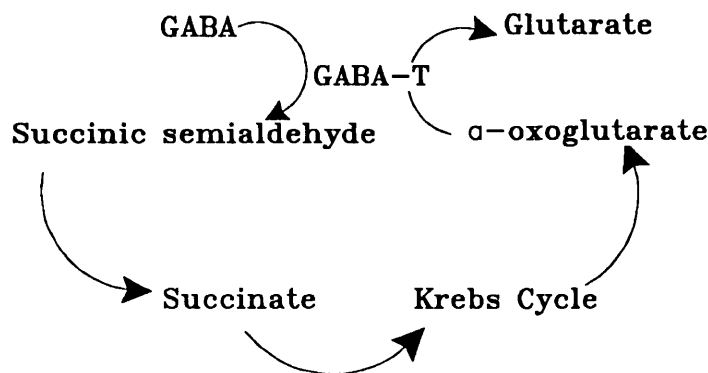 GABA
Glutarate
GABA-T
Succinic semialdehyde
α-oxoglutarate
Succinate
Krebs Cycle